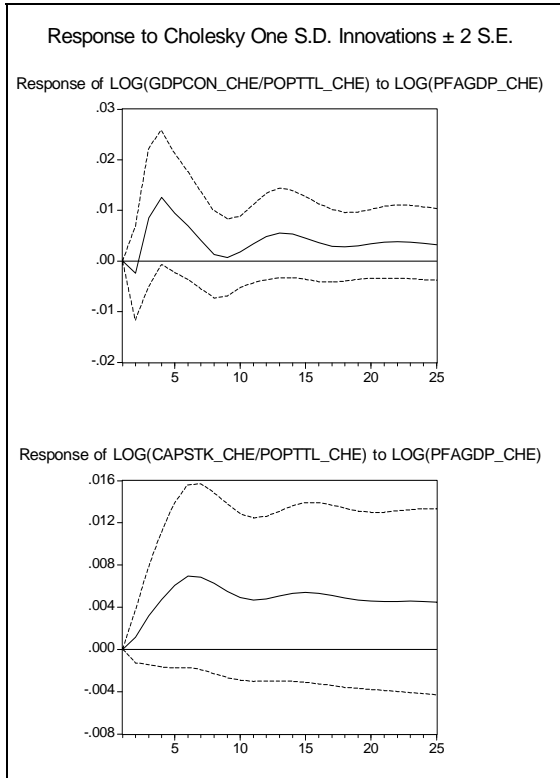 Response to Cholesky One S.D. Innovations ± 2 S.E.
Response of LOG(GDPCON_CHE/POPTTL_CHE) to LOG(PFAGDP_CHE)
.03
.02
.01
.00
-.01
-.02
5 10 15 20 25
Response of LOG(CAPSTK_CHE/POPTTL_CHE) to LOG(PFAGDP_CHE)
.016
.012
.008
.004
.000
-.004
-.008
5 10 15 20 25